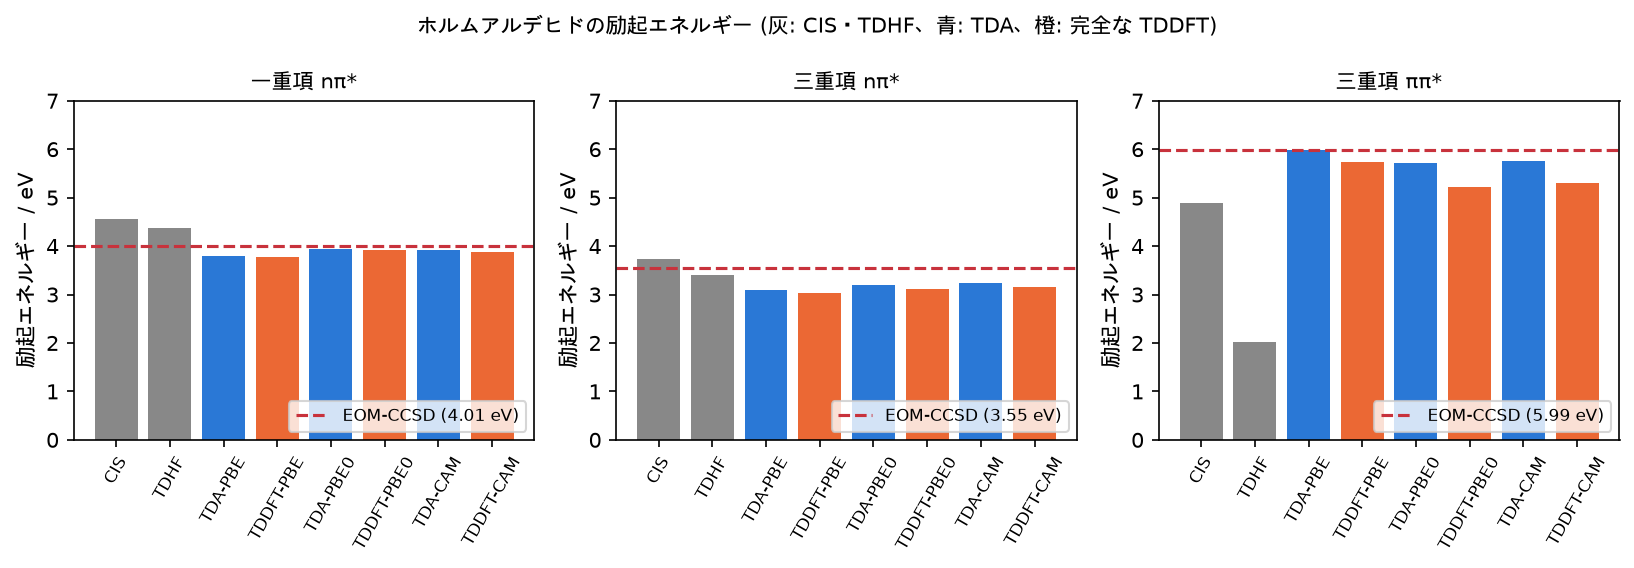 ホルムアルデヒドの励起エネルギー (灰: CIS・TDHF、青: TDA、橙: 完全な TDDFT)
一重項 nπ*
励起エネルギー / eV
7
6
5
4
3
2
1
0
EOM-CCSD (4.01 eV)
CIS
TDHF
TDA-PBE
TDDFT-PBE
TDA-PBE0
TDDFT-PBE0
TDA-CAM
TDDFT-CAM
三重項 nπ*
励起エネルギー / eV
7
6
5
4
3
2
1
0
EOM-CCSD (3.55 eV)
CIS
TDHF
TDA-PBE
TDDFT-PBE
TDA-PBE0
TDDFT-PBE0
TDA-CAM
TDDFT-CAM
三重項 ππ*
励起エネルギー / eV
7
6
5
4
3
2
1
0
EOM-CCSD (5.99 eV)
CIS
TDHF
TDA-PBE
TDDFT-PBE
TDA-PBE0
TDDFT-PBE0
TDA-CAM
TDDFT-CAM